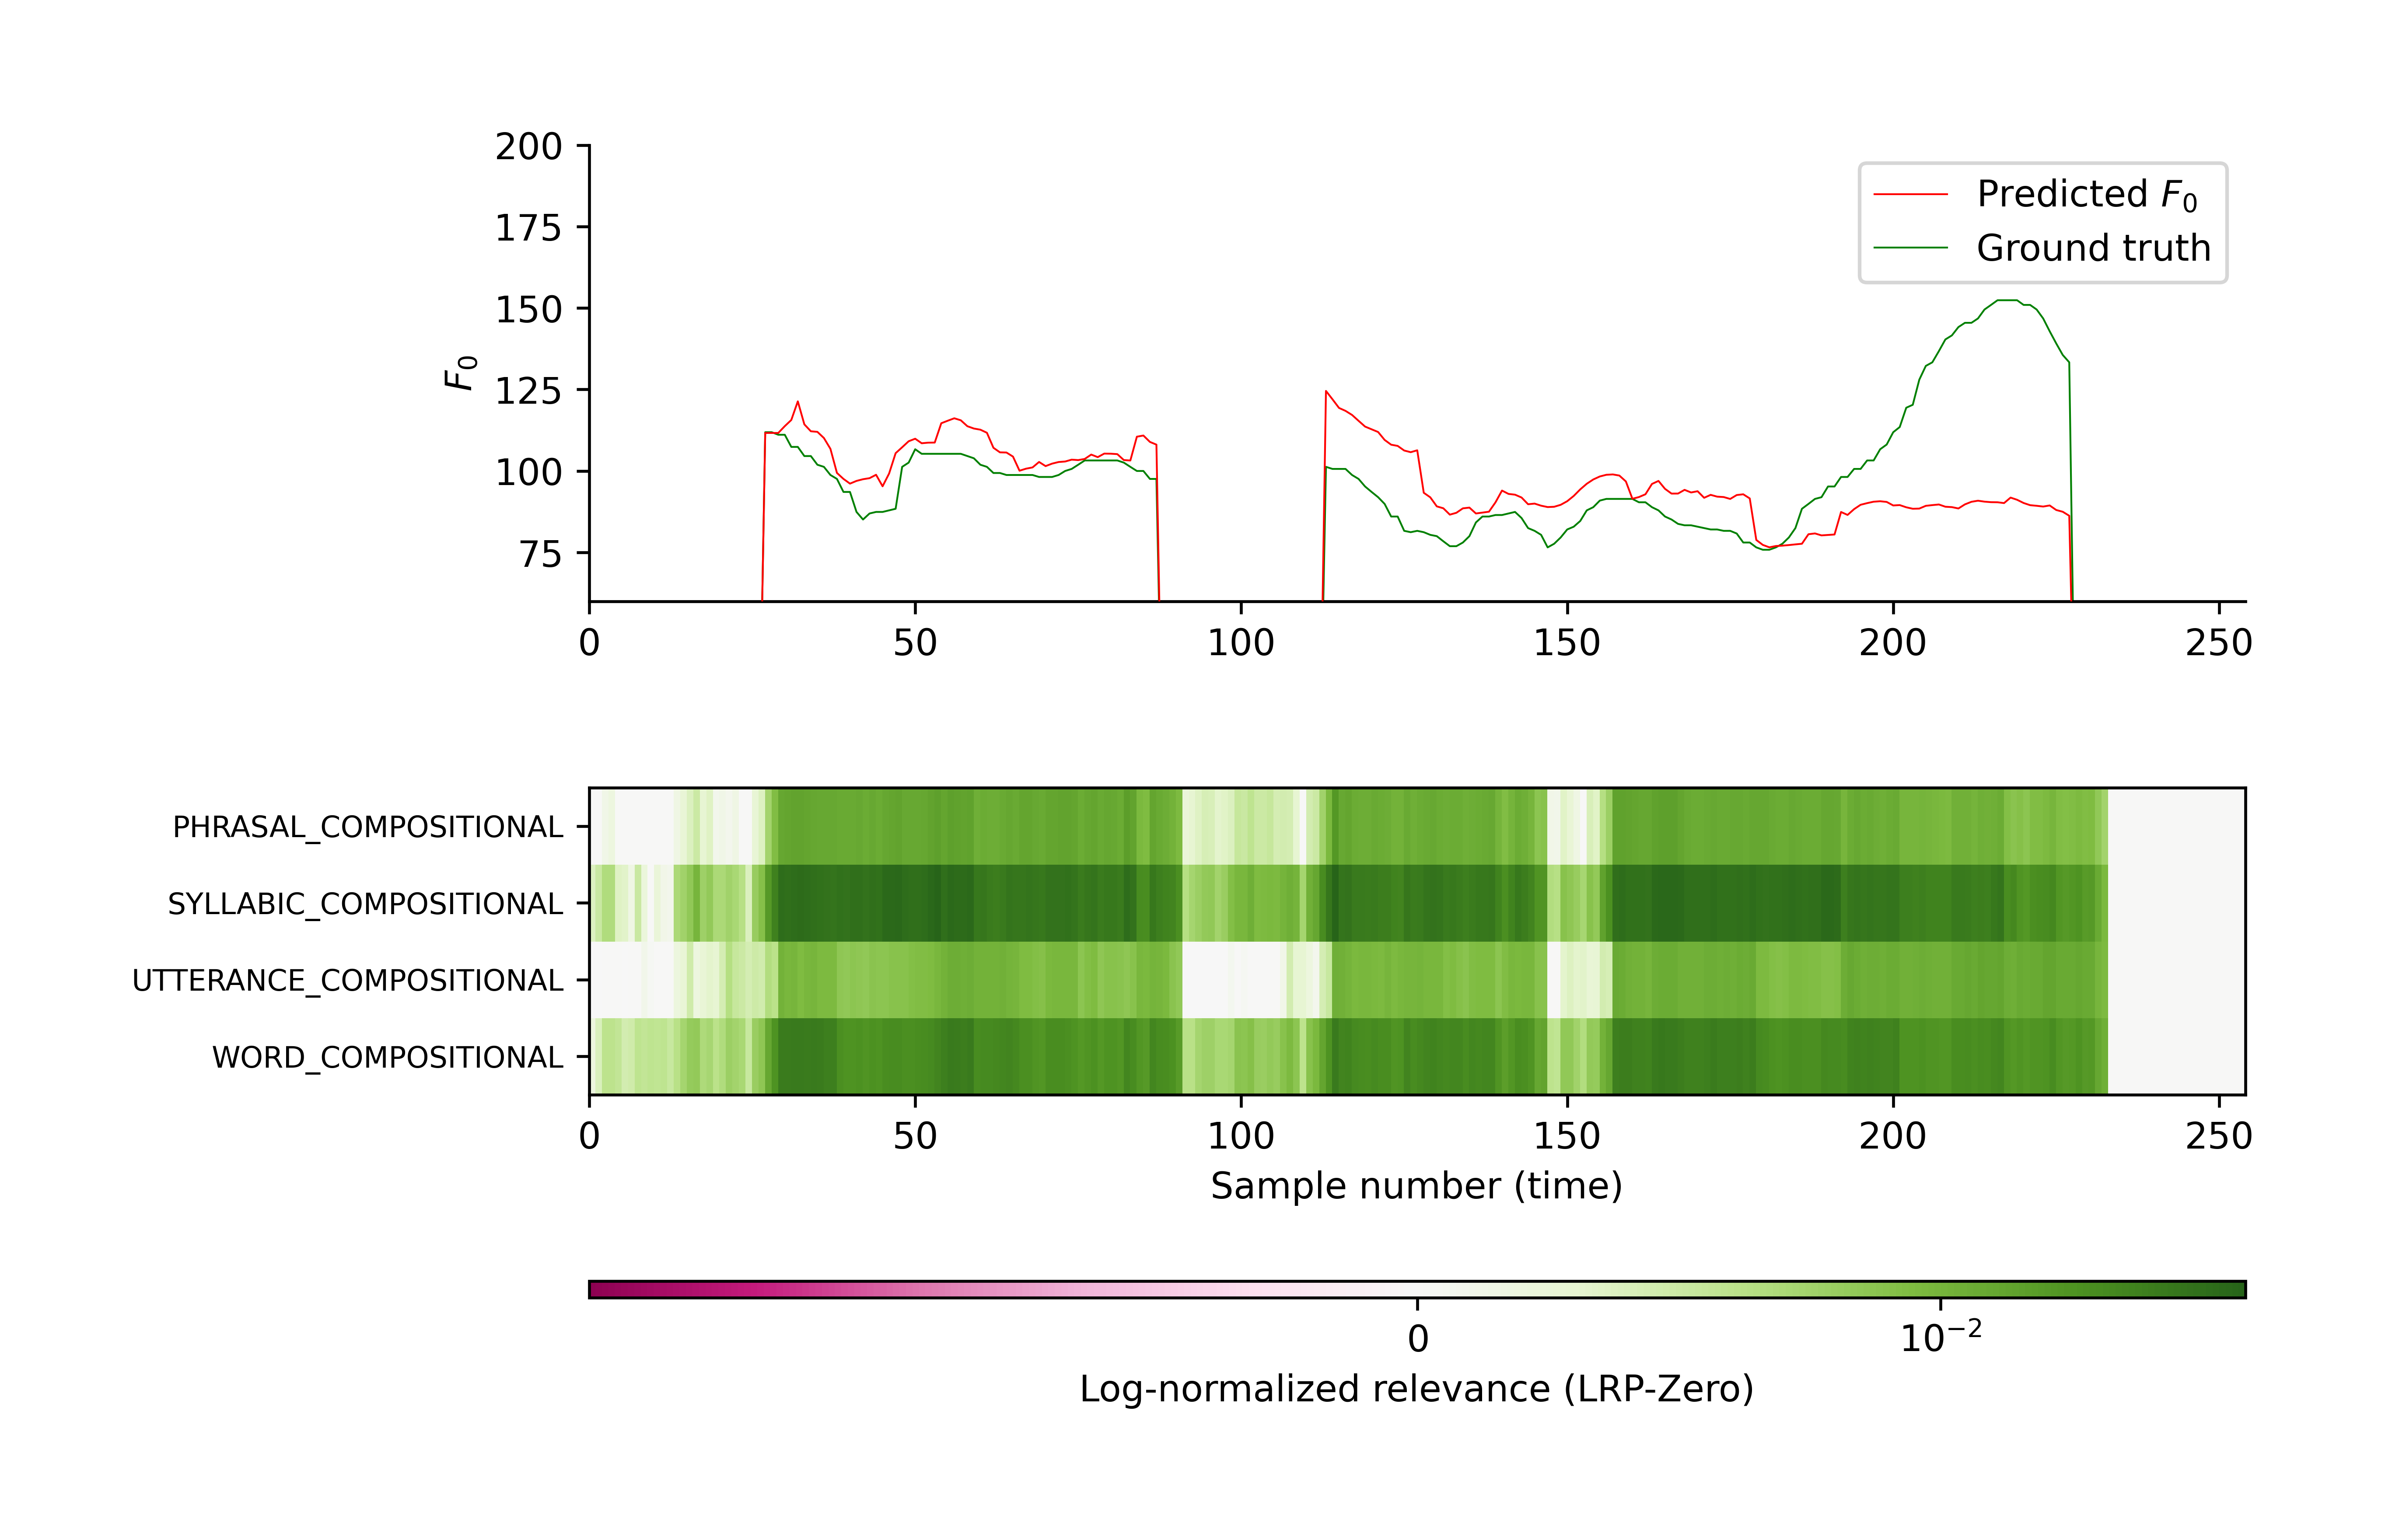 200
175
150
125
100
75
F0
Predicted F0
Ground truth
0 50 100 150 200 250
PHRASAL_COMPOSITIONAL
SYLLABIC_COMPOSITIONAL
UTTERANCE_COMPOSITIONAL
WORD_COMPOSITIONAL
0 50 100 150 200 250
Sample number (time)
0 10−2
Log-normalized relevance (LRP-Zero)